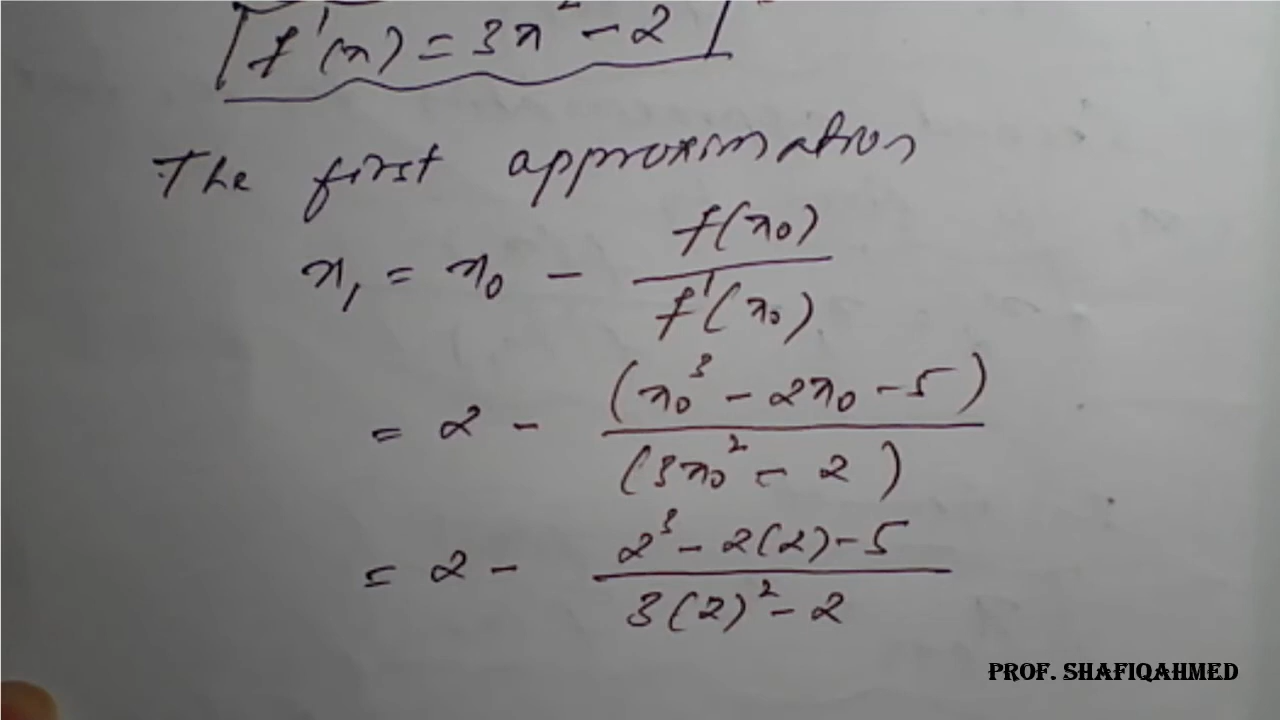 f'(x) = 3x² - 2
The first approximation
x₁ = x₀ - f(x₀) / f'(x₀)
= 2 - (x₀³ - 2x₀ - 5) / (3x₀² - 2)
= 2 - 2³ - 2(2) - 5 / 3(2)² - 2
PROF. SHAFIQAHMED